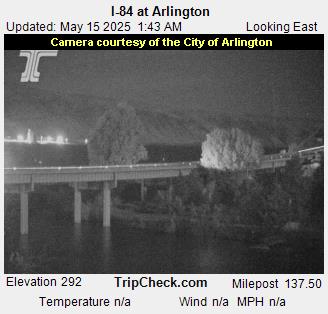 I-84 at Arlington
Updated: May 15 2025 1:43 AM Looking East
Camera courtesy of the City of Arlington
Elevation 292 TripCheck.com Milepost 137.50
Temperature n/a Wind n/a MPH n/a